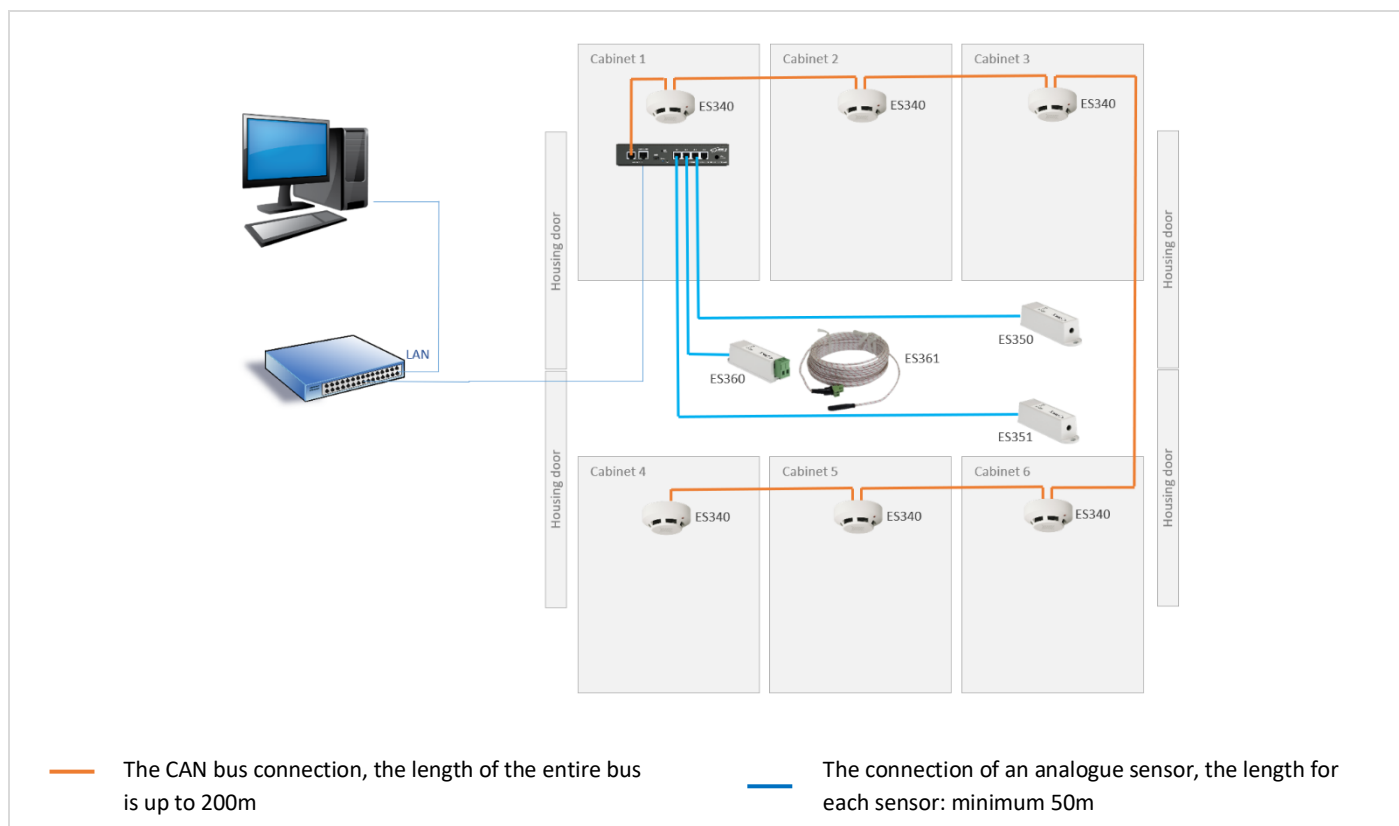 Cabinet 1
Cabinet 2
Cabinet 3
ES340
ES340
ES340
Housing door
Housing door
LAN
ES350
ES361
ES360
ES351
Housing door
Housing door
Cabinet 4
Cabinet 5
Cabinet 6
ES340
ES340
ES340
The CAN bus connection, the length of the entire bus
is up to 200m
The connection of an analogue sensor, the length for
each sensor: minimum 50m